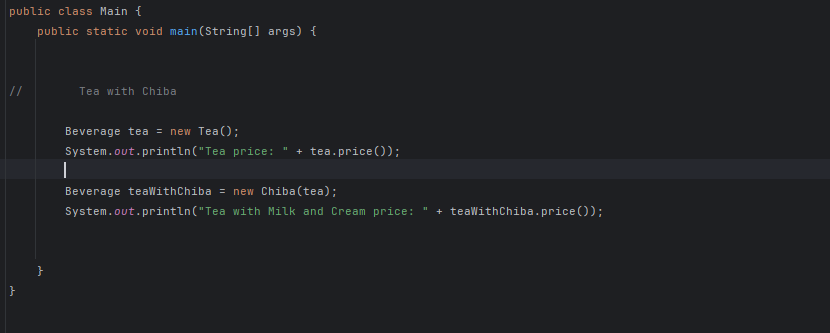 public class Main {
public static void main(String[] args) {
// Tea with Chiba
Beverage tea = new Tea();
System.out.println("Tea price: " + tea.price());
Beverage teaWithChiba = new Chiba(tea);
System.out.println("Tea with Milk and Cream price: " + teaWithChiba.price());
}
}